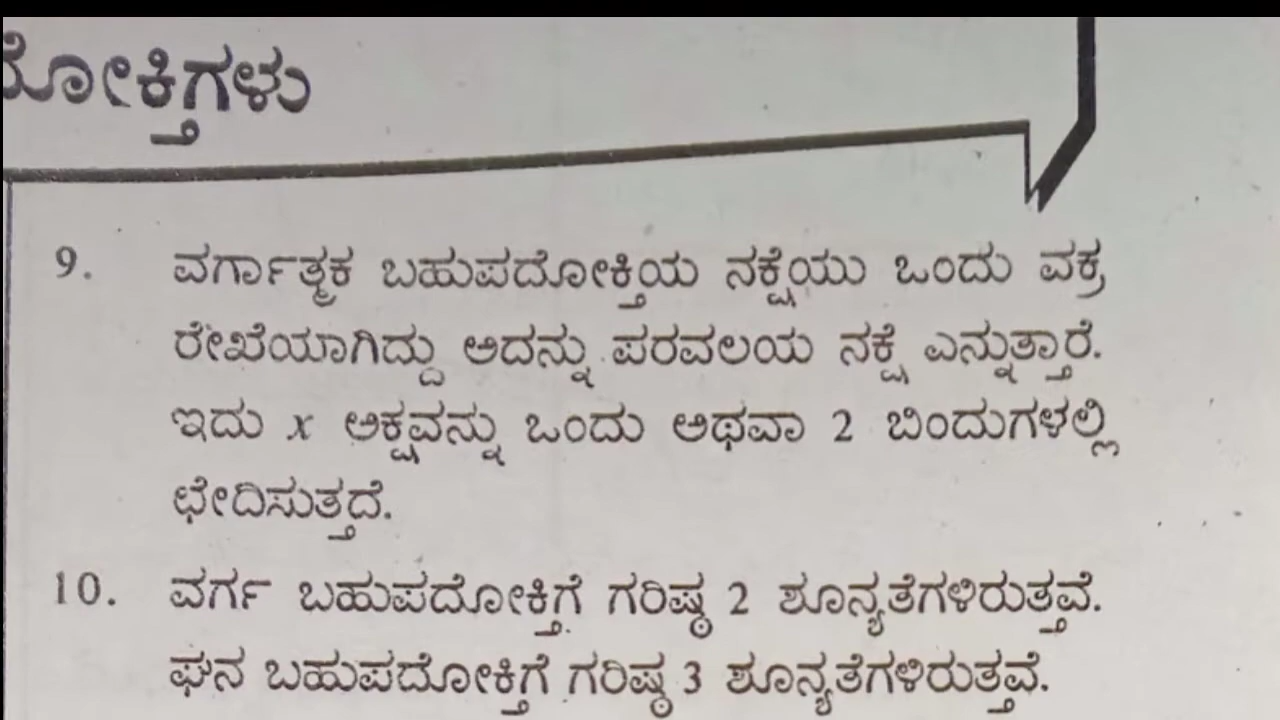 ದೋಕ್ತಿಗಳು
9. ವರ್ಗಾತ್ಮಕ ಬಹುಪದೋಕ್ತಿಯ ನಕ್ಷೆಯು ಒಂದು ವಕ್ರ
ರೇಖೆಯಾಗಿದ್ದು ಅದನ್ನು ಪರವಲಯ ನಕ್ಷೆ ಎನ್ನುತ್ತಾರೆ.
ಇದು x ಅಕ್ಷವನ್ನು ಒಂದು ಅಥವಾ 2 ಬಿಂದುಗಳಲ್ಲಿ
ಛೇದಿಸುತ್ತದೆ.
10. ವರ್ಗ ಬಹುಪದೋಕ್ತಿಗೆ ಗರಿಷ್ಠ 2 ಶೂನ್ಯತೆಗಳಿರುತ್ತವೆ.
ಘನ ಬಹುಪದೋಕ್ತಿಗೆ ಗರಿಷ್ಠ 3 ಶೂನ್ಯತೆಗಳಿರುತ್ತವೆ.